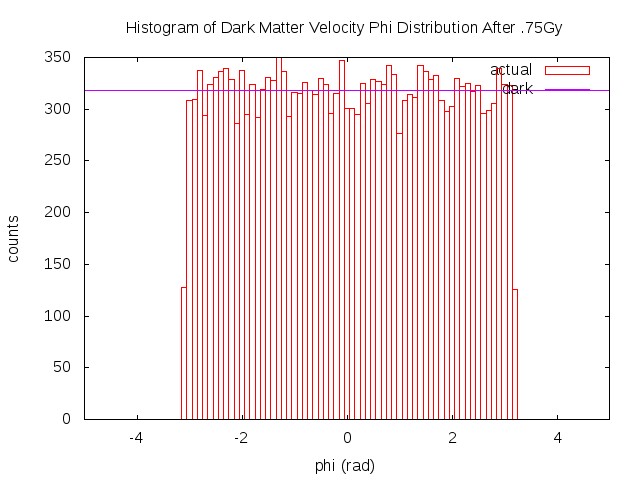 Histogram of Dark Matter Velocity Phi Distribution After .75Gy
actual
dark
350
300
250
200
150
100
50
0
counts
-4 -2 0 2 4
phi (rad)